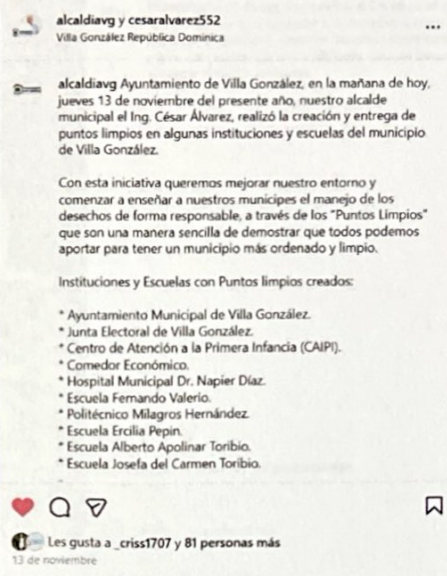 alcaldiavg y cesaralvarez552
Villa González República Dominica
alcaldiavg Ayuntamiento de Villa González, en la mañana de hoy,
jueves 13 de noviembre del presente año, nuestro alcalde
municipal el Ing. César Álvarez, realizó la creación y entrega de
puntos limpios en algunas instituciones y escuelas del municipio
de Villa González.
Con esta iniciativa queremos mejorar nuestro entorno y
comenzar a enseñar a nuestros munícipes el manejo de los
desechos de forma responsable, a través de los "Puntos Limpios"
que son una manera sencilla de demostrar que todos podemos
aportar para tener un municipio más ordenado y limpio.
Instituciones y Escuelas con Puntos limpios creados:
* Ayuntamiento Municipal de Villa González.
* Junta Electoral de Villa González.
* Centro de Atención a la Primera Infancia (CAIPI).
* Comedor Económico.
* Hospital Municipal Dr. Napier Díaz.
* Escuela Fernando Valerio.
* Politécnico Milagros Hernández.
* Escuela Ercilia Pepin.
* Escuela Alberto Apolinar Toribio.
* Escuela Josefa del Carmen Toribio.
Les gusta a _criss1707 y 81 personas más
13 de noviembre